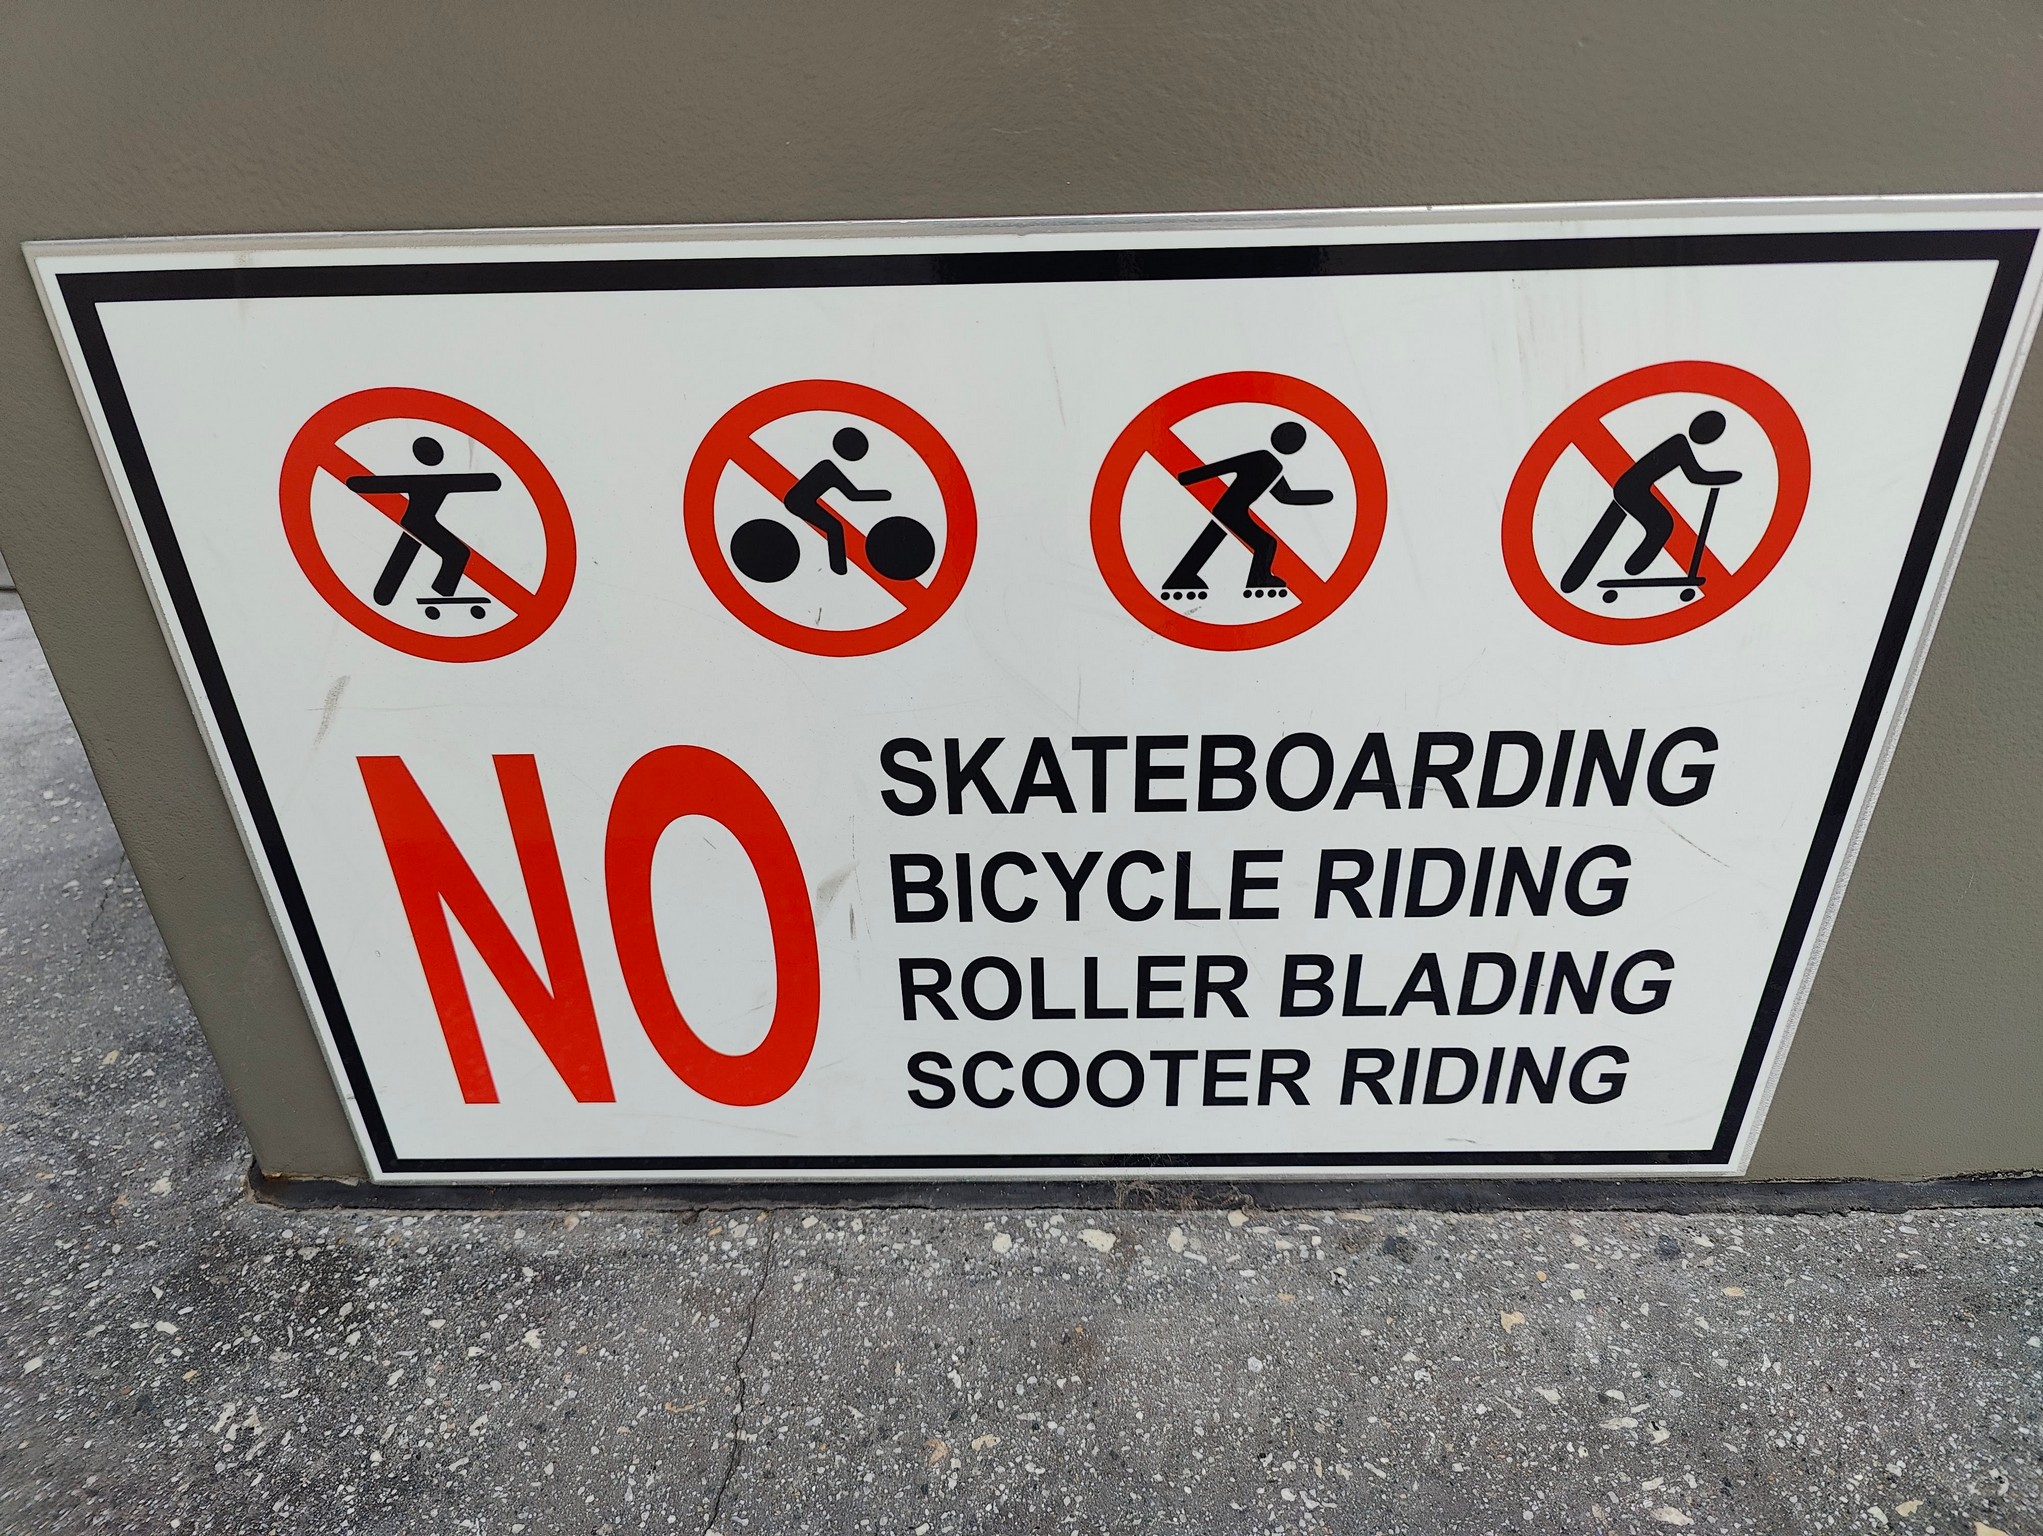 NO
SKATEBOARDING
BICYCLE RIDING
ROLLER BLADING
SCOOTER RIDING